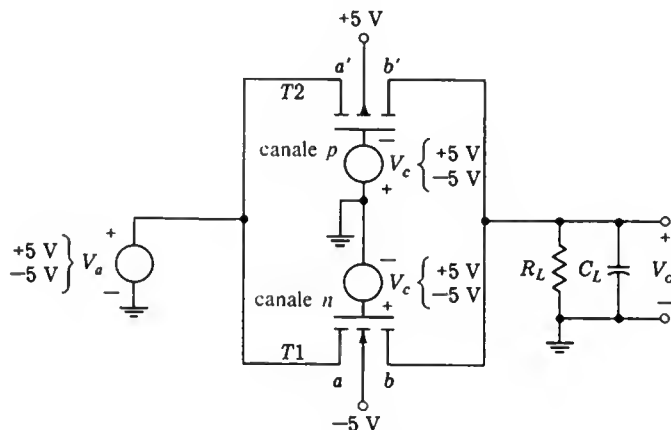 +5 V
a′ b′
T2
canale p
−
V_c { +5 V
−5 V
+
+
+5 V
−5 V } V_a
−
−
V_c { +5 V
−5 V
canale n
+
T1
a b
−5 V
R_L C_L
+
V_o
−